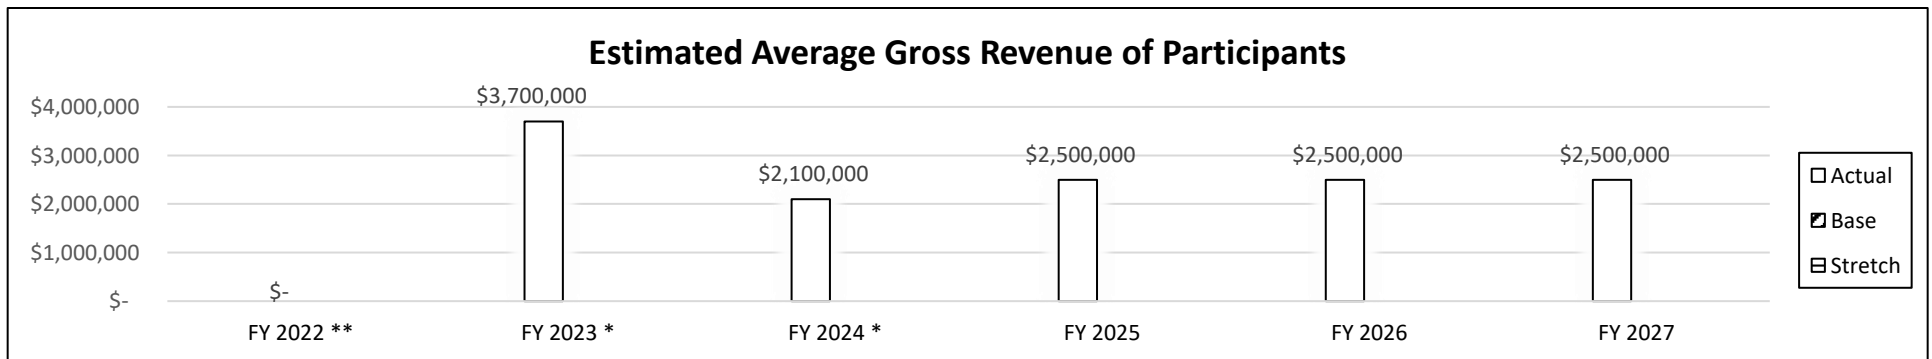 Estimated Average Gross Revenue of Participants
$4,000,000
$3,000,000
$2,000,000
$1,000,000
$-
$-
$3,700,000
$2,100,000
$2,500,000
$2,500,000
$2,500,000
FY 2022 **
FY 2023 *
FY 2024 *
FY 2025
FY 2026
FY 2027
Actual
Base
Stretch